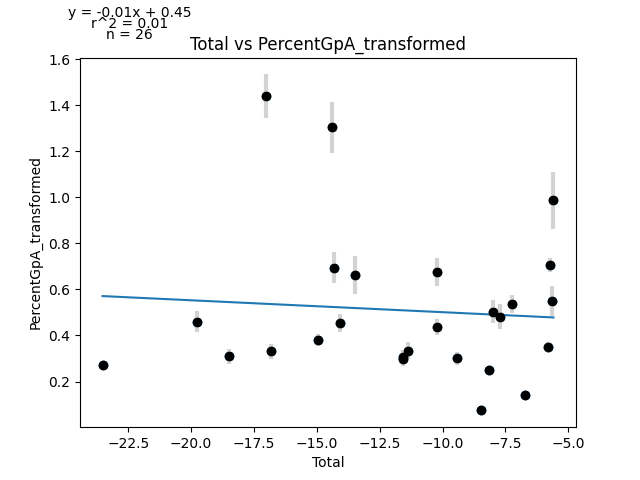 y = -0.01x + 0.45
r^2 = 0.01
n = 26
Total vs PercentGpA_transformed
PercentGpA_transformed
1.6
1.4
1.2
1.0
0.8
0.6
0.4
0.2
−22.5 −20.0 −17.5 −15.0 −12.5 −10.0 −7.5 −5.0
Total